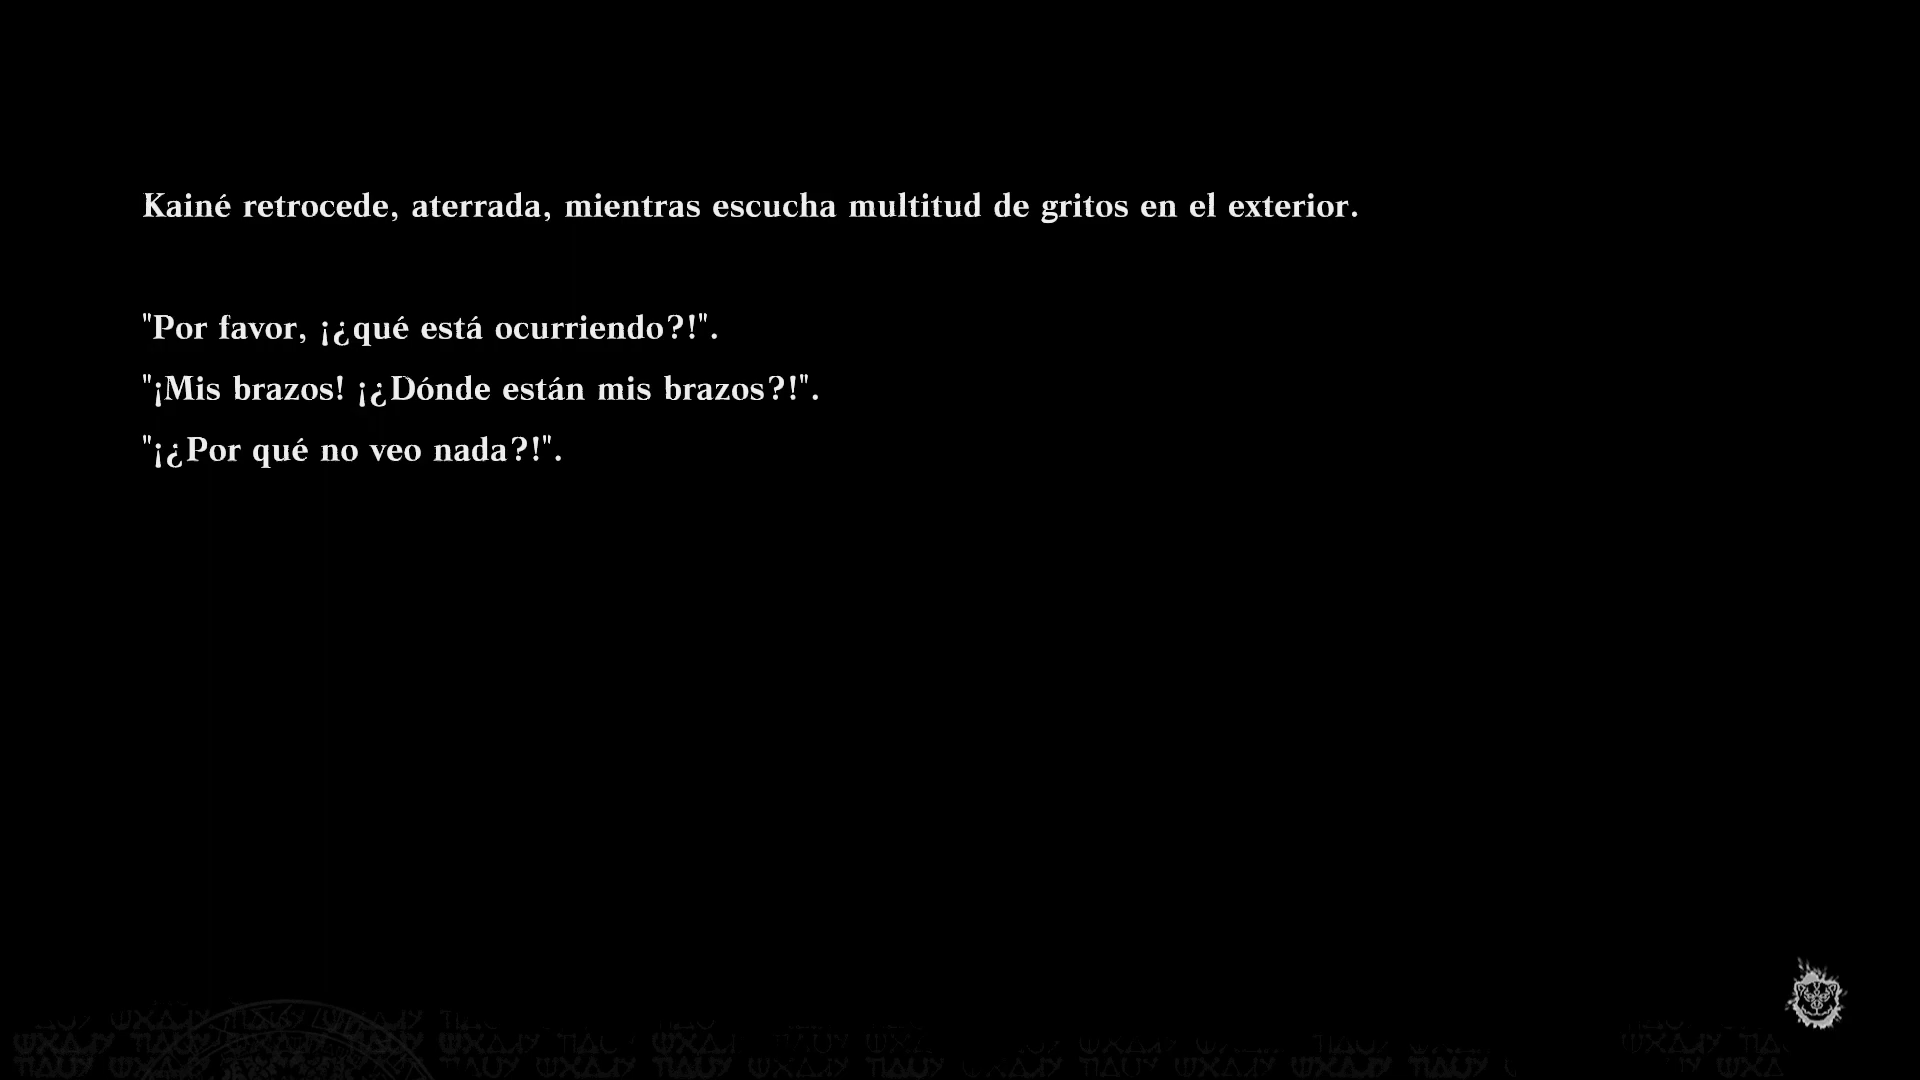 Kainé retrocede, aterrada, mientras escucha multitud de gritos en el exterior.
"Por favor, ¡¿qué está ocurriendo?!".
"¡Mis brazos! ¡¿Dónde están mis brazos?!".
"¡¿Por qué no veo nada?!".